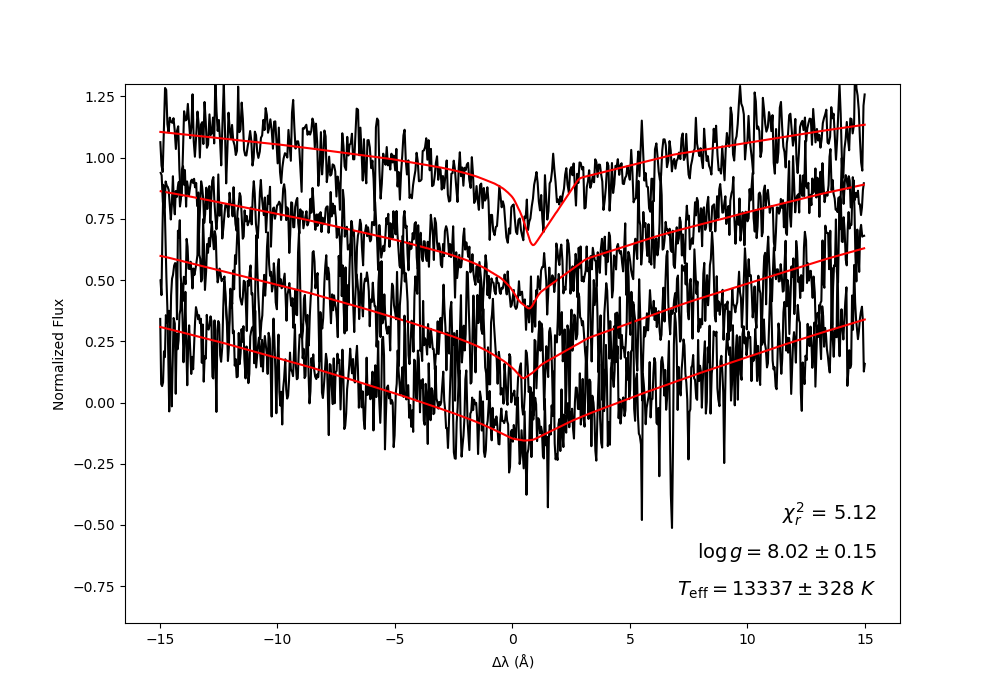 1.25
1.00
0.75
0.50
0.25
0.00
−0.25
−0.50
−0.75
Normalized Flux
χ²ᵣ = 5.12
log g = 8.02 ± 0.15
T_eff = 13337 ± 328 K
−15 −10 −5 0 5 10 15
Δλ (Å)